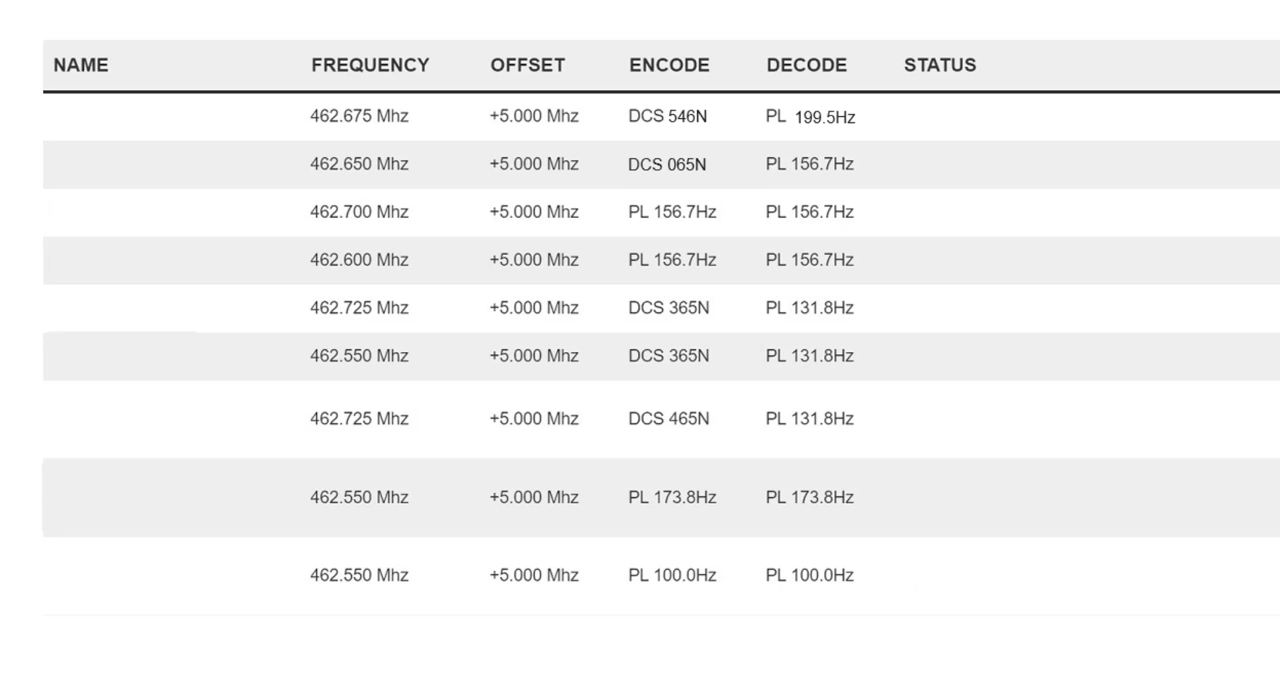 NAME FREQUENCY OFFSET ENCODE DECODE STATUS
462.675 Mhz +5.000 Mhz DCS 546N PL 199.5Hz
462.650 Mhz +5.000 Mhz DCS 065N PL 156.7Hz
462.700 Mhz +5.000 Mhz PL 156.7Hz PL 156.7Hz
462.600 Mhz +5.000 Mhz PL 156.7Hz PL 156.7Hz
462.725 Mhz +5.000 Mhz DCS 365N PL 131.8Hz
462.550 Mhz +5.000 Mhz DCS 365N PL 131.8Hz
462.725 Mhz +5.000 Mhz DCS 465N PL 131.8Hz
462.550 Mhz +5.000 Mhz PL 173.8Hz PL 173.8Hz
462.550 Mhz +5.000 Mhz PL 100.0Hz PL 100.0Hz